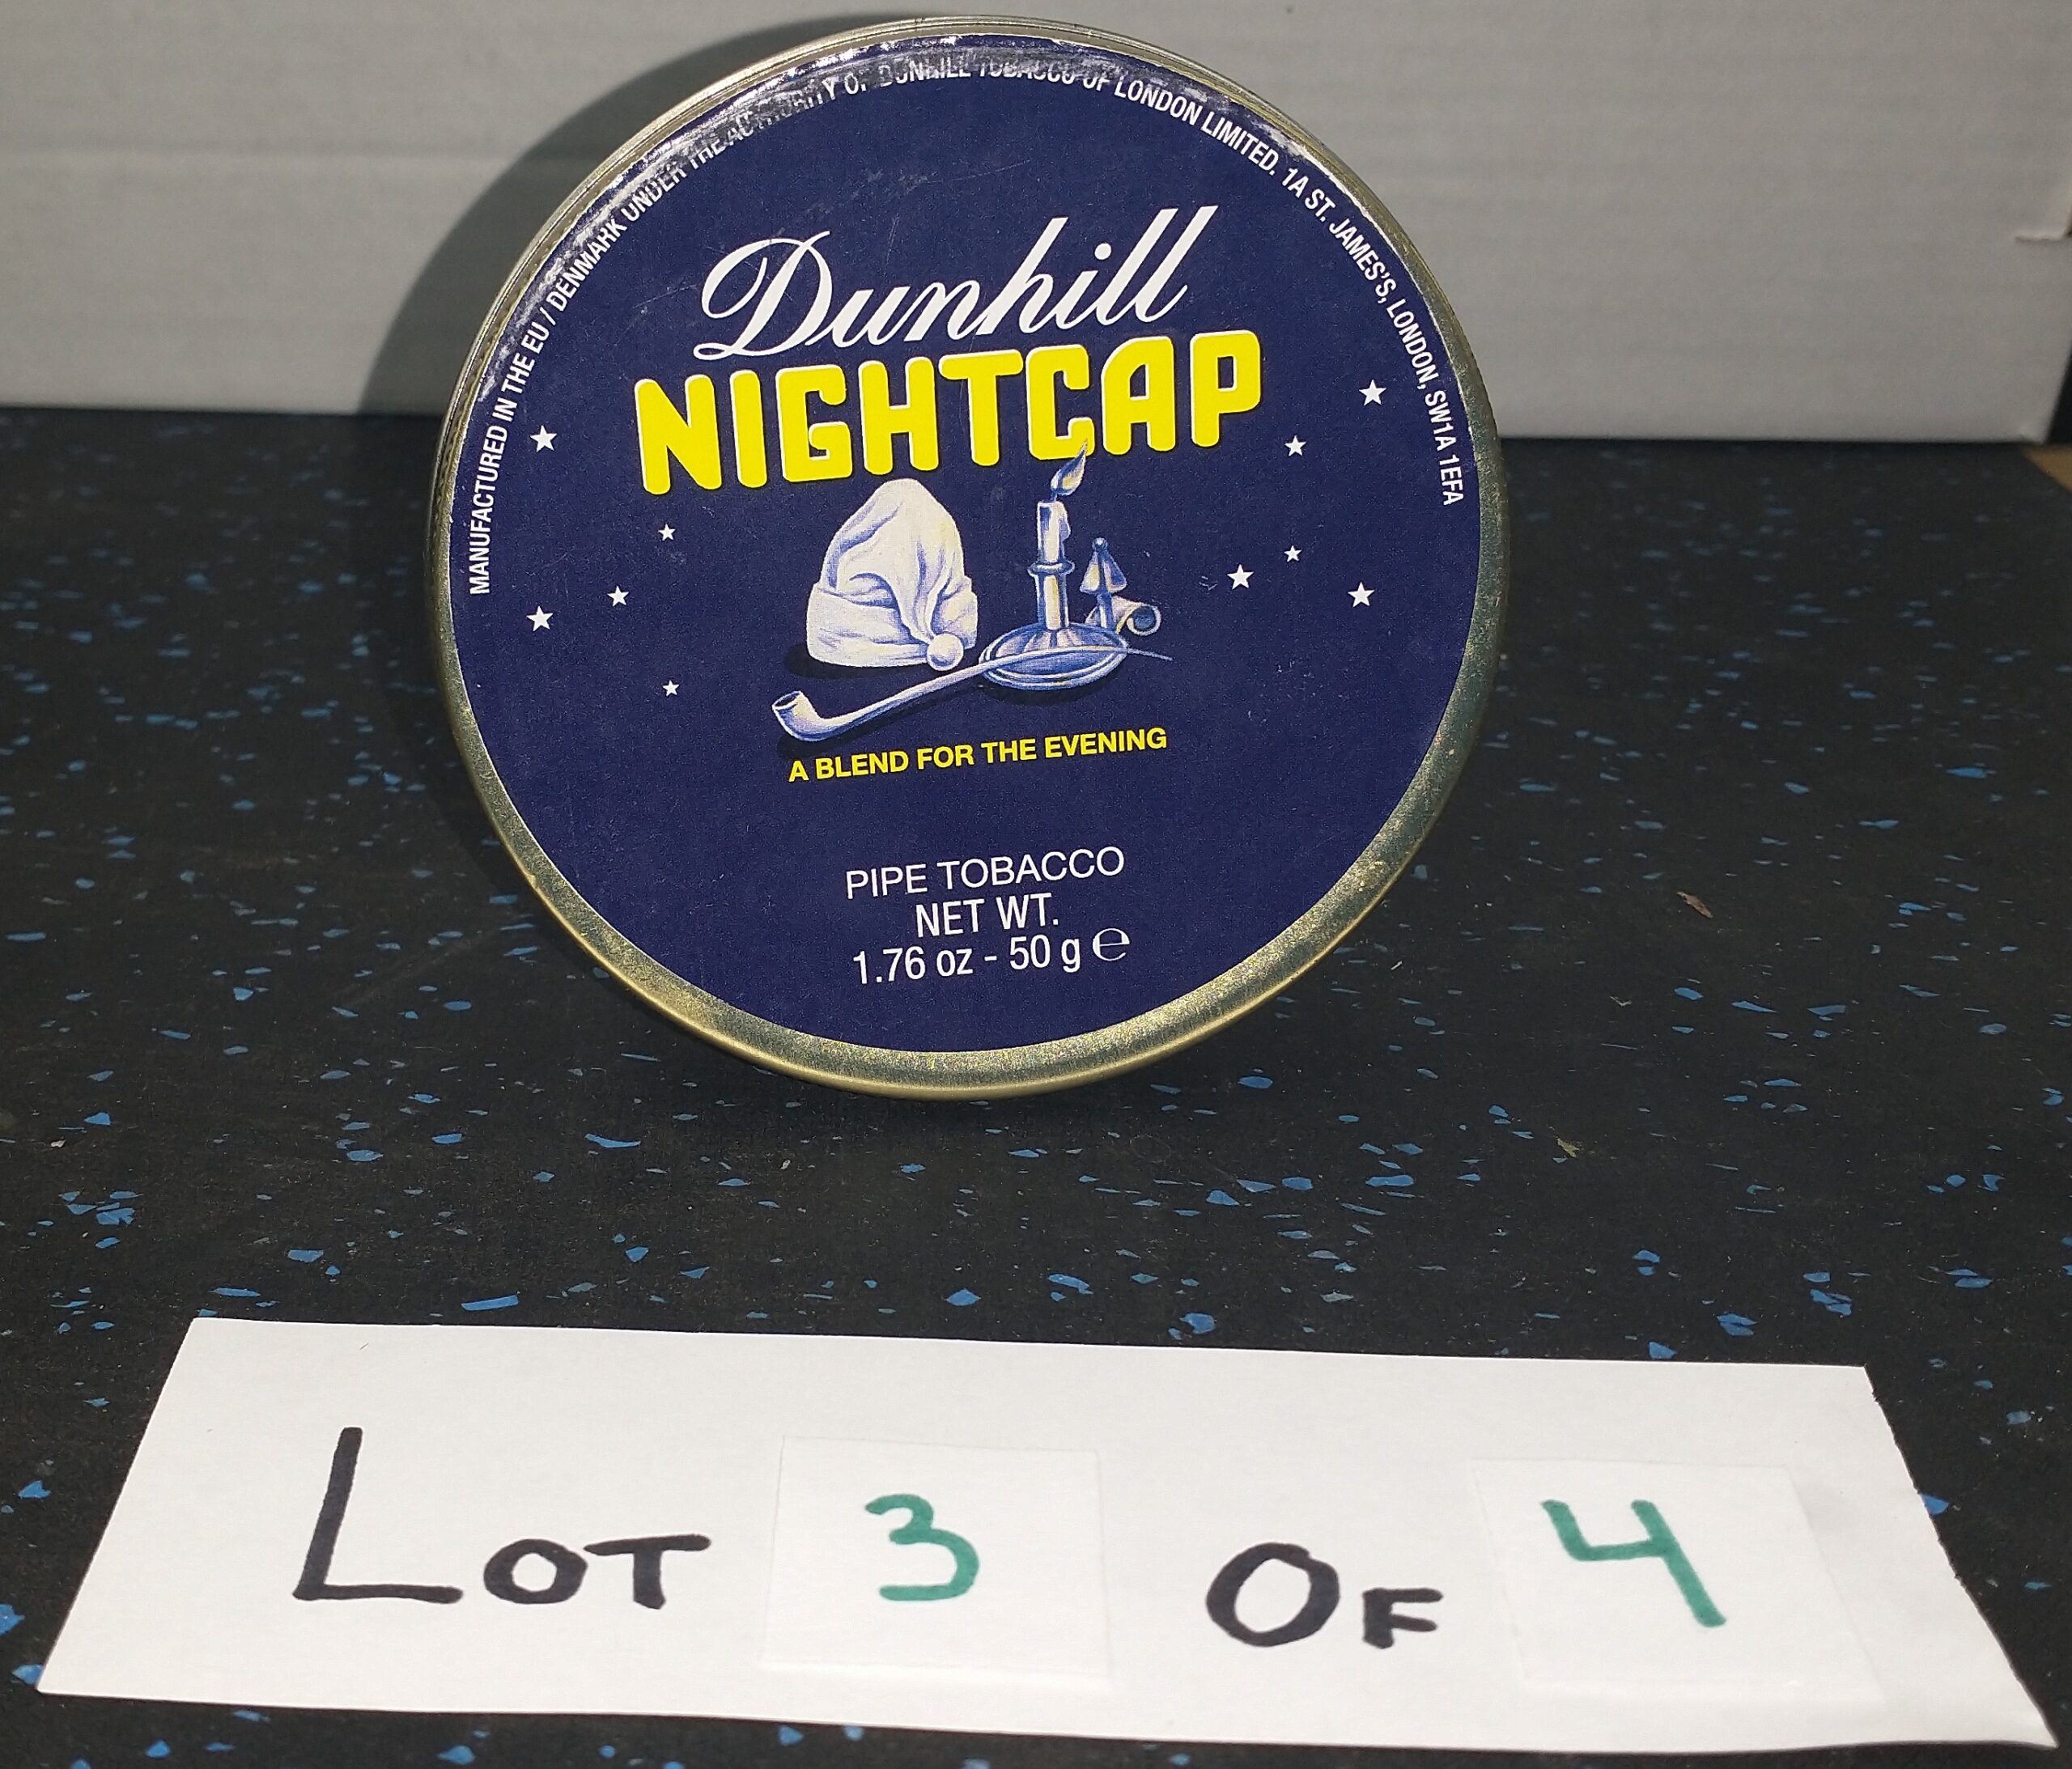 MANUFACTURED IN THE EU / DENMARK UNDER THE AUTHORITY OF DUNHILL TOBACCO OF LONDON LIMITED. 1A ST. JAMES'S, LONDON, SW1A 1EFA
Dunhill
NIGHTCAP
A BLEND FOR THE EVENING
PIPE TOBACCO
NET WT.
1.76 oz - 50 g ℮
LOT 3 OF 4